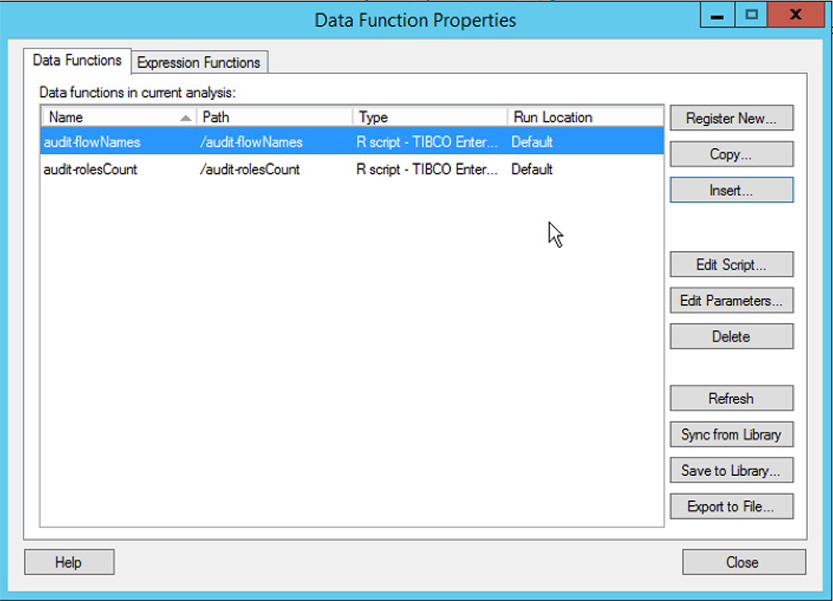 Data Function Properties
Data Functions
Expression Functions
Data functions in current analysis:
Name Path Type Run Location
audit-flowNames /audit-flowNames R script - TIBCO Enter... Default
audit-rolesCount /audit-rolesCount R script - TIBCO Enter... Default
Register New...
Copy...
Insert...
Edit Script...
Edit Parameters...
Delete
Refresh
Sync from Library
Save to Library...
Export to File...
Help
Close